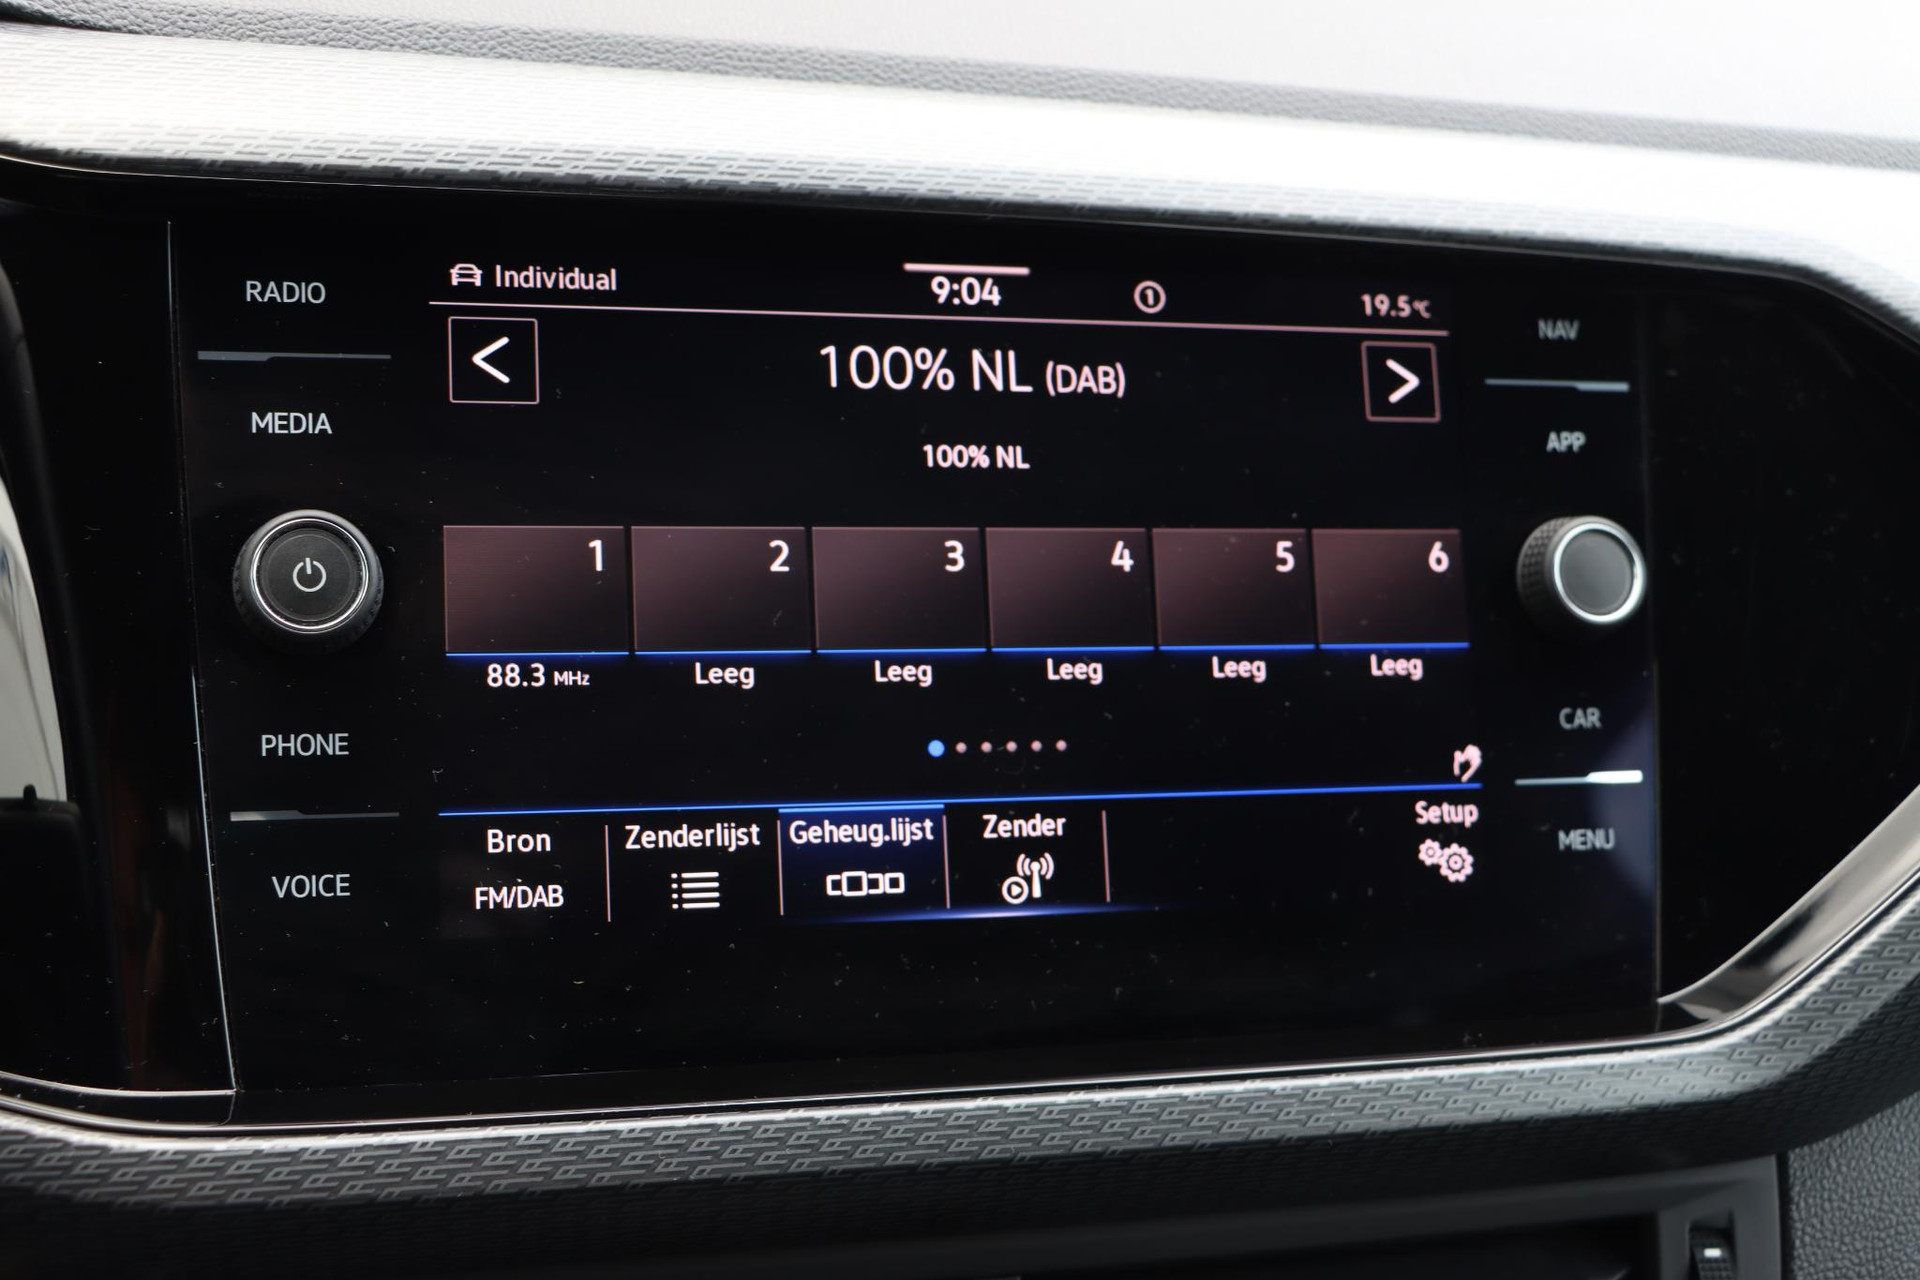 RADIO
MEDIA
PHONE
VOICE
Individual
9:04
1
19.5°C
<
100% NL (DAB)
>
100% NL
1 2 3 4 5 6
88.3 MHz Leeg Leeg Leeg Leeg Leeg
Bron
FM/DAB
Zenderlijst
Geheug.lijst
Zender
Setup
NAV
APP
CAR
MENU